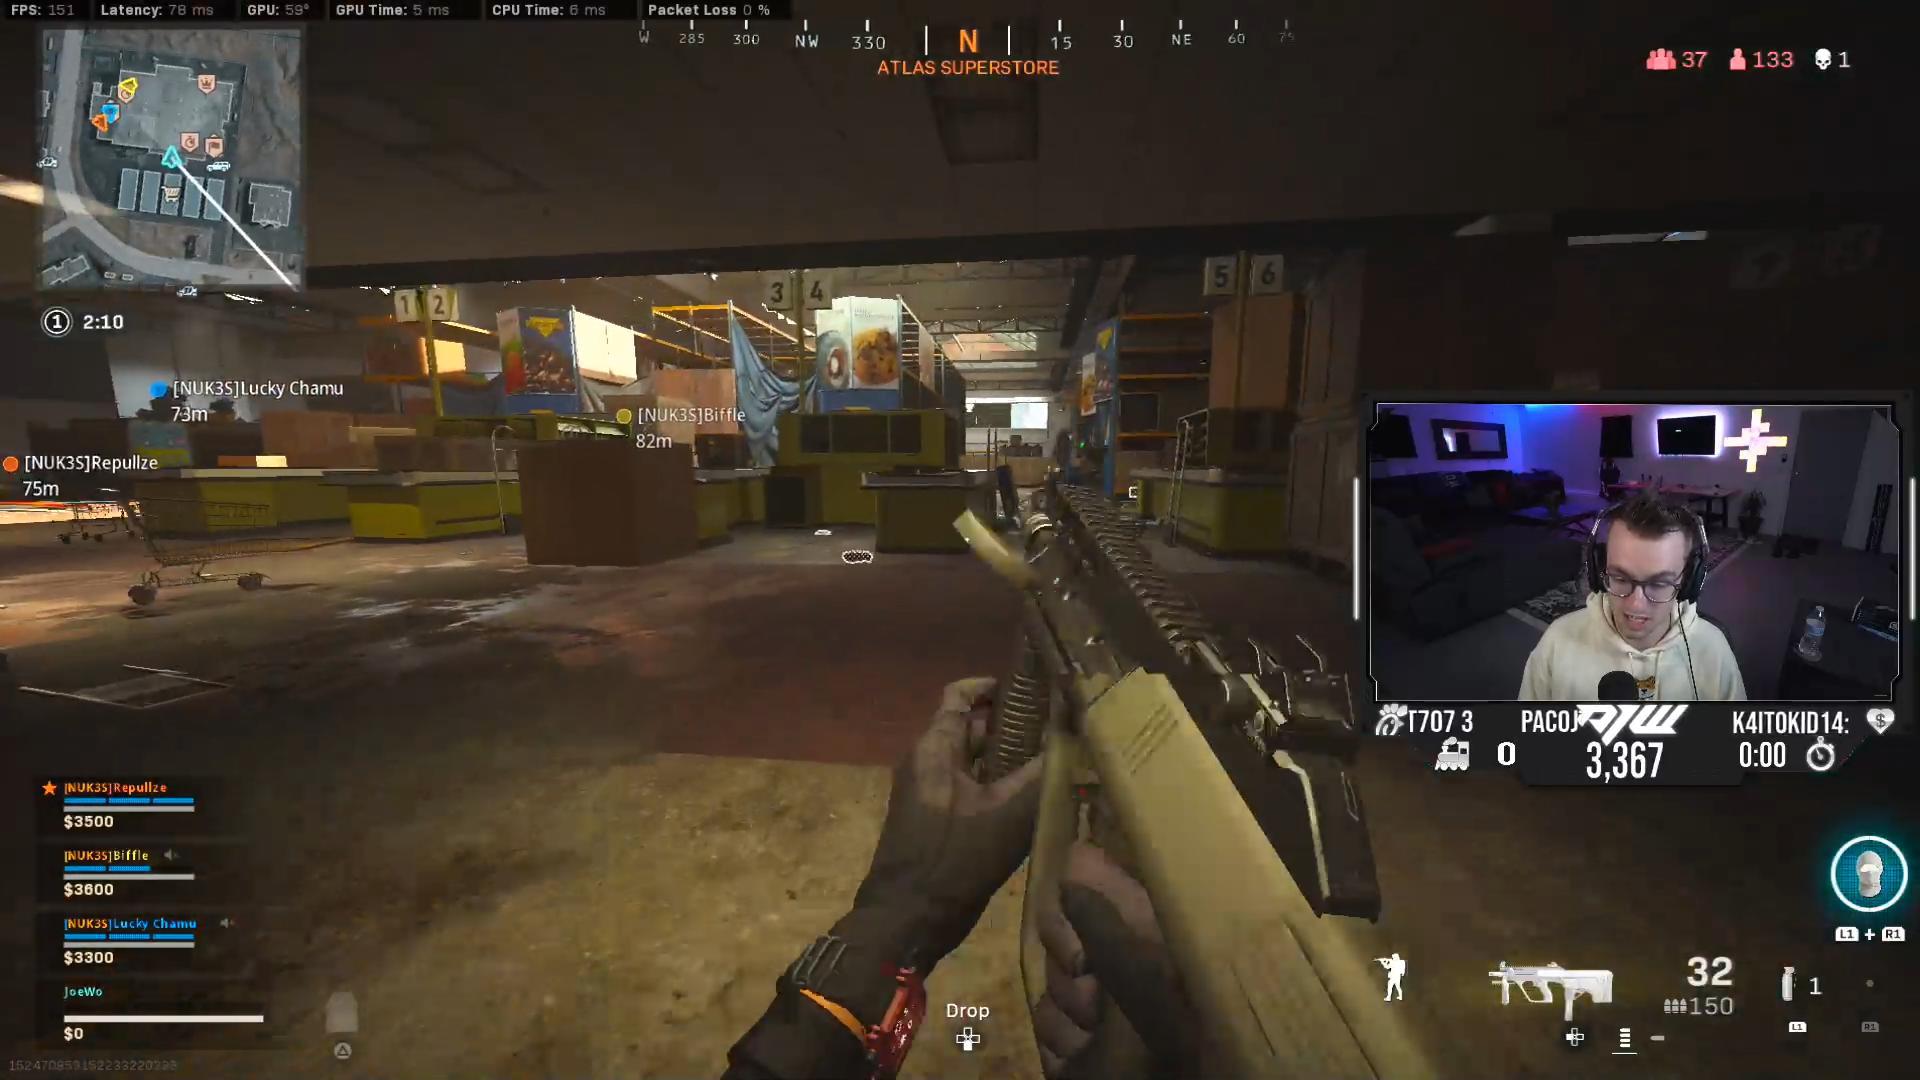 FPS: 151 Latency: 78 ms GPU: 59° GPU Time: 5 ms CPU Time: 6 ms Packet Loss 0 %
W 285 300 NW 330 N 15 30 NE 60 75
ATLAS SUPERSTORE
37 133 1
1 2:10
1 2
3 4
5 6
[NUK3S]Lucky Chamu
73m
[NUK3S]Biffle
82m
[NUK3S]Repullze
75m
T707 3 PACOJ K4ITOKID14:
0 3,367 0:00
[NUK3S]Repullze
$3500
[NUK3S]Biffle
$3600
[NUK3S]Lucky Chamu
$3300
JoeWo
$0
L1 + R1
32
150
1
L1 R1
Drop